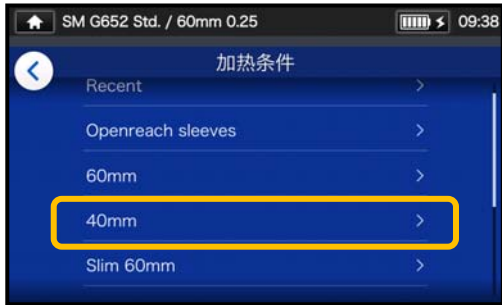 SM G652 Std. / 60mm 0.25 09:38
加热条件
Recent
Openreach sleeves
60mm
40mm
Slim 60mm